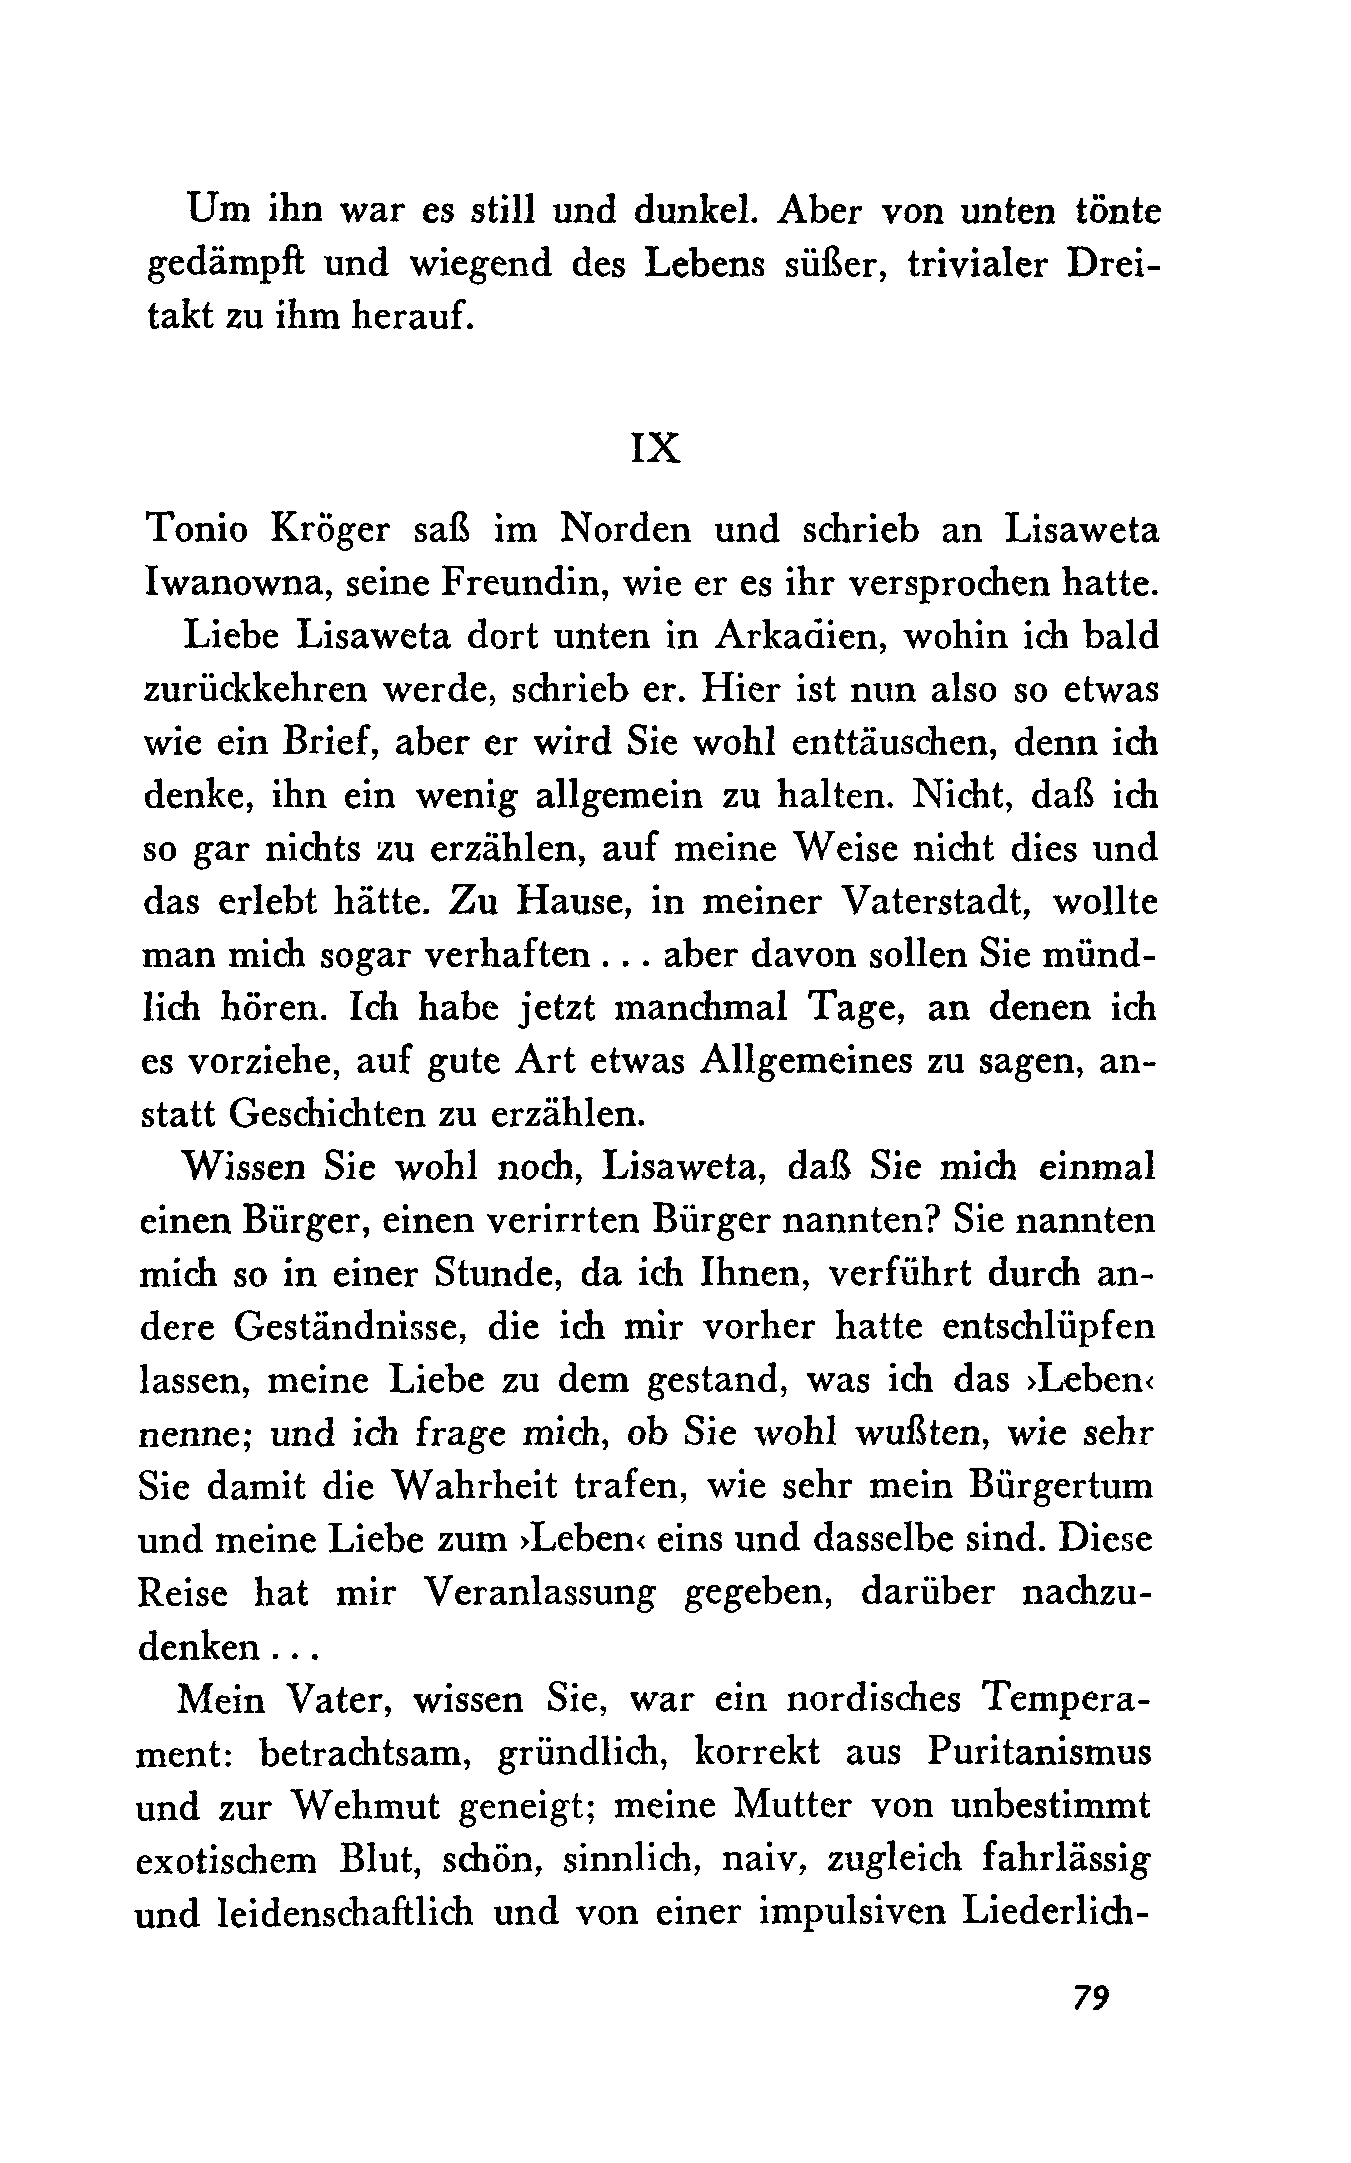 Um ihn war es still und dunkel. Aber von unten tönte
gedämpft und wiegend des Lebens süßer, trivialer Drei-
takt zu ihm herauf.
IX
Tonio Kröger saß im Norden und schrieb an Lisaweta
Iwanowna, seine Freundin, wie er es ihr versprochen hatte.
Liebe Lisaweta dort unten in Arkadien, wohin ich bald
zurückkehren werde, schrieb er. Hier ist nun also so etwas
wie ein Brief, aber er wird Sie wohl enttäuschen, denn ich
denke, ihn ein wenig allgemein zu halten. Nicht, daß ich
so gar nichts zu erzählen, auf meine Weise nicht dies und
das erlebt hätte. Zu Hause, in meiner Vaterstadt, wollte
man mich sogar verhaften . . . aber davon sollen Sie münd-
lich hören. Ich habe jetzt manchmal Tage, an denen ich
es vorziehe, auf gute Art etwas Allgemeines zu sagen, an-
statt Geschichten zu erzählen.
Wissen Sie wohl noch, Lisaweta, daß Sie mich einmal
einen Bürger, einen verirrten Bürger nannten? Sie nannten
mich so in einer Stunde, da ich Ihnen, verführt durch an-
dere Geständnisse, die ich mir vorher hatte entschlüpfen
lassen, meine Liebe zu dem gestand, was ich das ›Leben‹
nenne; und ich frage mich, ob Sie wohl wußten, wie sehr
Sie damit die Wahrheit trafen, wie sehr mein Bürgertum
und meine Liebe zum ›Leben‹ eins und dasselbe sind. Diese
Reise hat mir Veranlassung gegeben, darüber nachzu-
denken . . .
Mein Vater, wissen Sie, war ein nordisches Tempera-
ment: betrachtsam, gründlich, korrekt aus Puritanismus
und zur Wehmut geneigt; meine Mutter von unbestimmt
exotischem Blut, schön, sinnlich, naiv, zugleich fahrlässig
und leidenschaftlich und von einer impulsiven Liederlich-
79